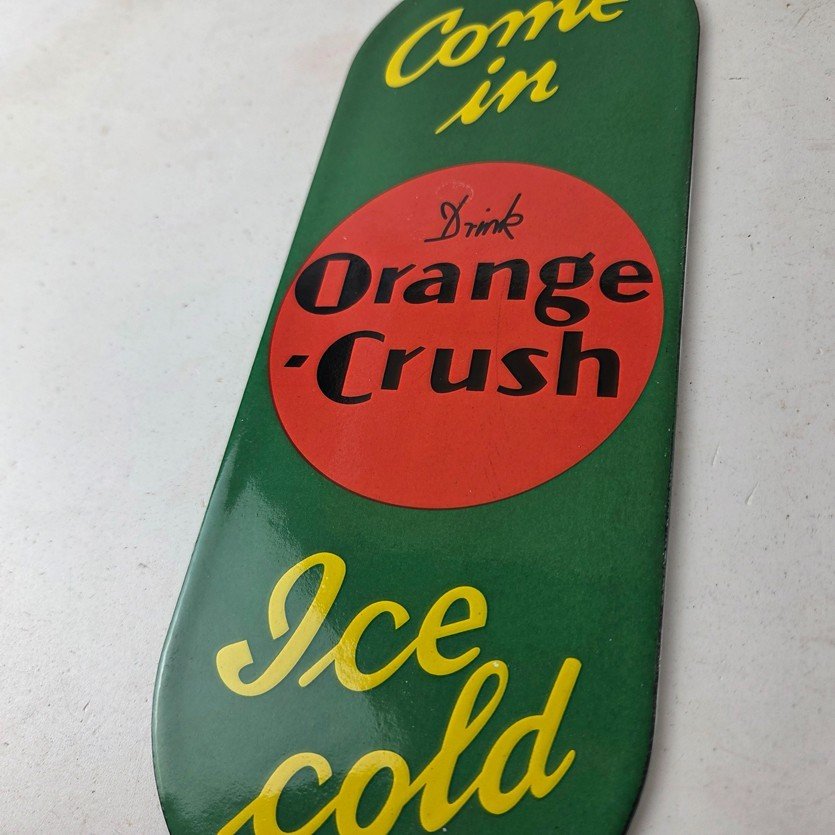 Come
in
Drink
Orange
-Crush
Ice
cold